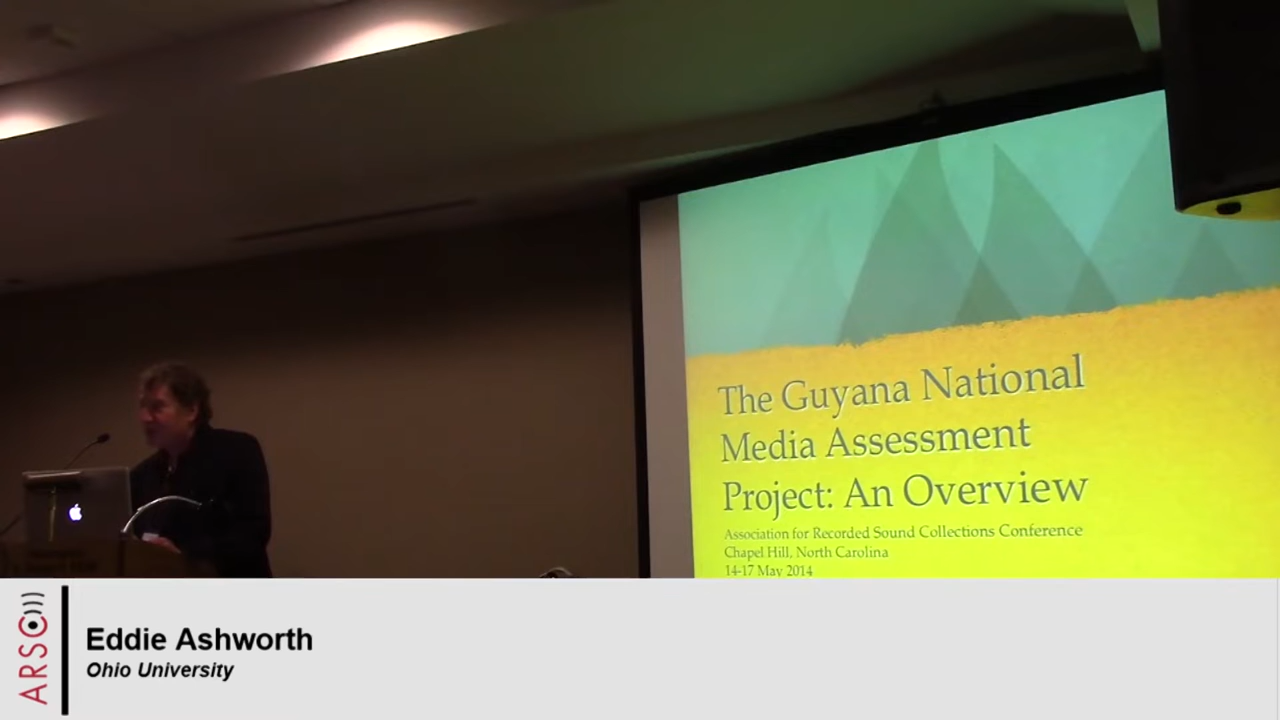 The Guyana National
Media Assessment
Project: An Overview
Association for Recorded Sound Collections Conference
Chapel Hill, North Carolina
14-17 May 2014
ARSC
Eddie Ashworth
Ohio University